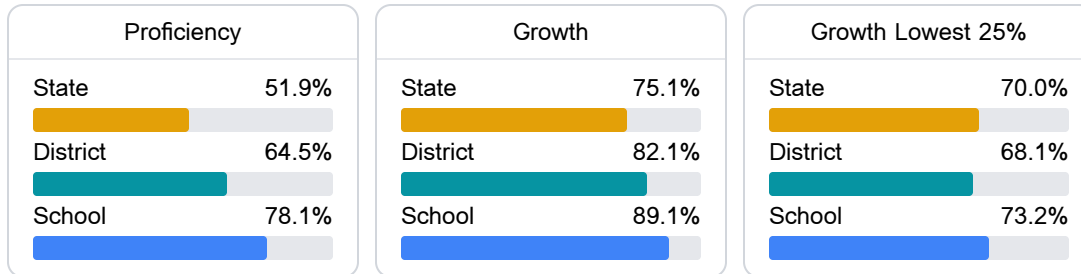 Proficiency
State 51.9%
District 64.5%
School 78.1%
Growth
State 75.1%
District 82.1%
School 89.1%
Growth Lowest 25%
State 70.0%
District 68.1%
School 73.2%